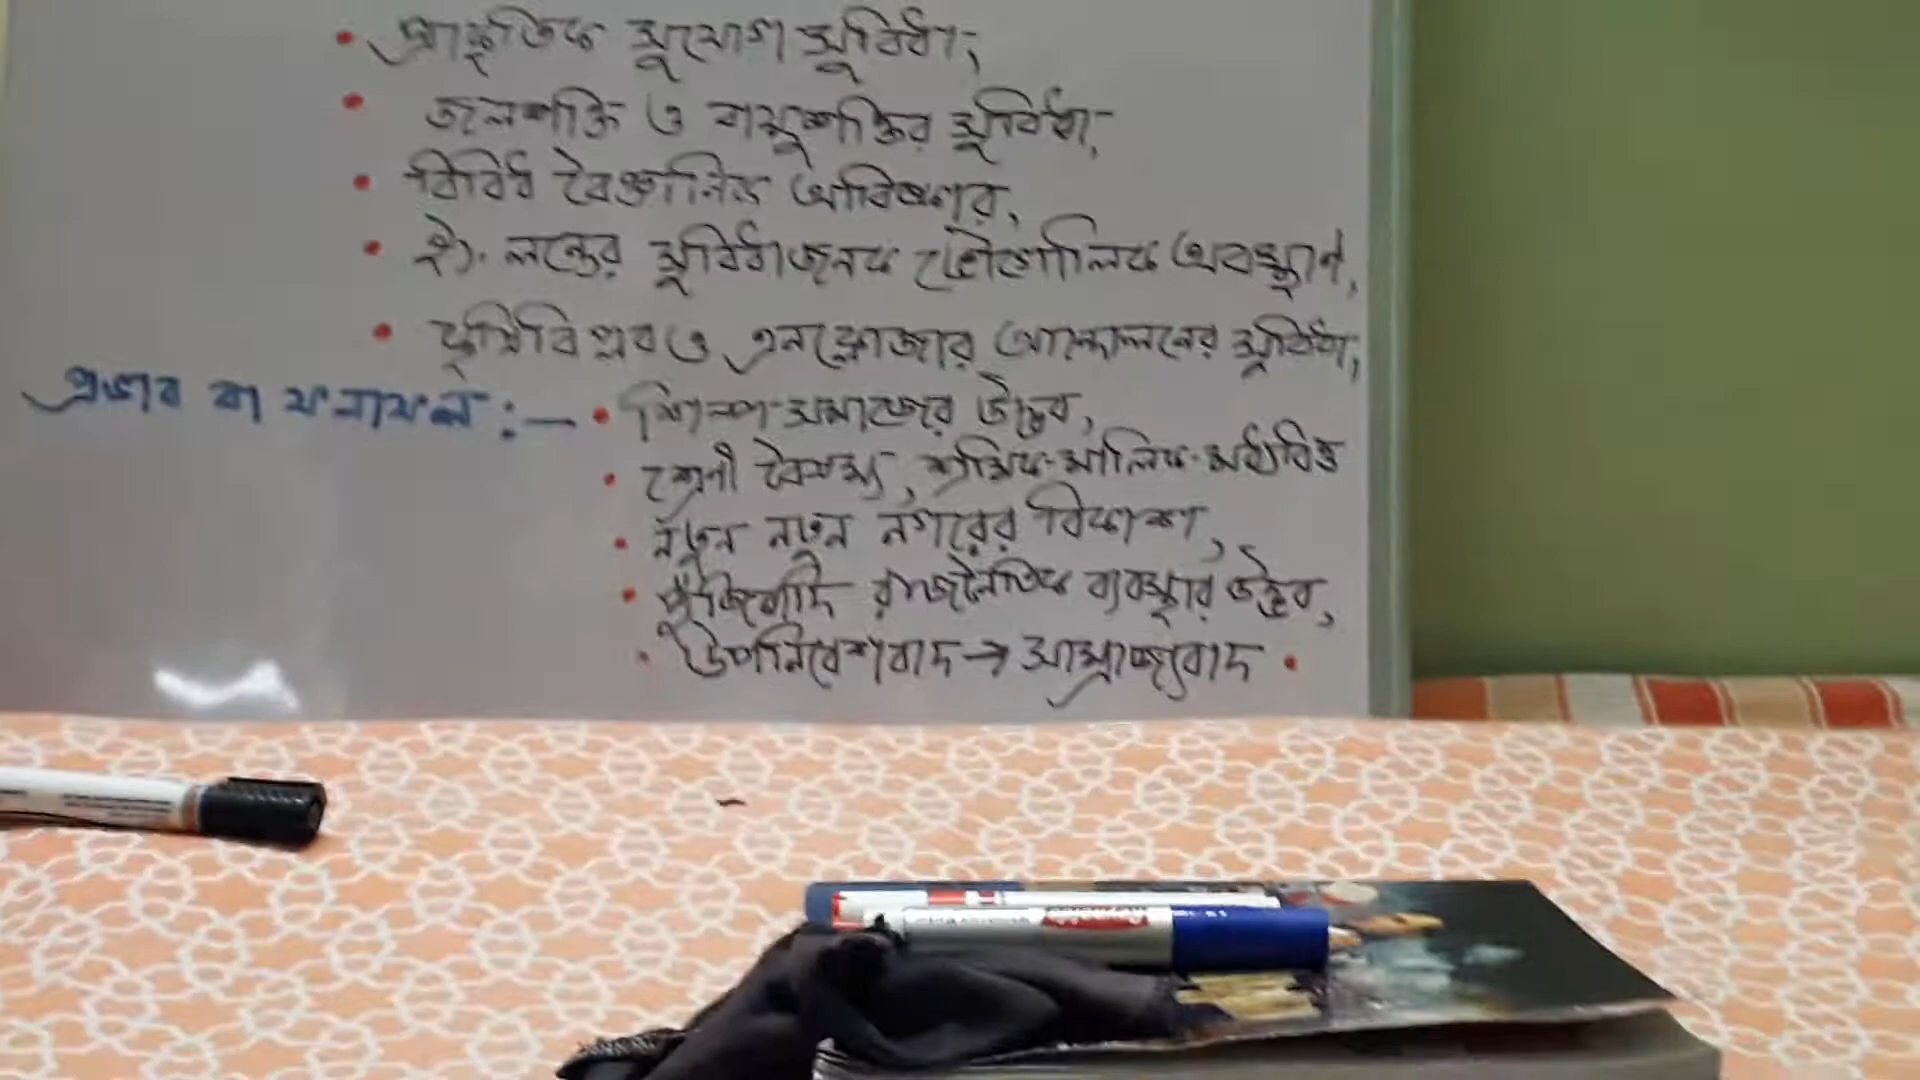 • প্রাকৃতিক সুযোগ সুবিধা,
• জলশক্তি ও বায়ুশক্তির সুবিধা,
• বিবিধ বৈজ্ঞানিক আবিষ্কার,
• ইং লন্ডের সুবিধাজনক ভৌগোলিক অবস্থান,
• কৃষিবিপ্লব ও এনক্লোজার আন্দোলনের সুবিধা,
প্রভাব বা ফলাফল :— • শিল্প সমাজের উদ্ভব,
• শ্রেণী বৈষম্য, শ্রমিক-মালিক-মধ্যবিত্ত
• নতুন নতুন নগরের বিকাশ,
• পুঁজিবাদি রাজনৈতিক ব্যবস্থার উদ্ভব,
• উপনিবেশবাদ → সাম্রাজ্যবাদ •
Reynolds